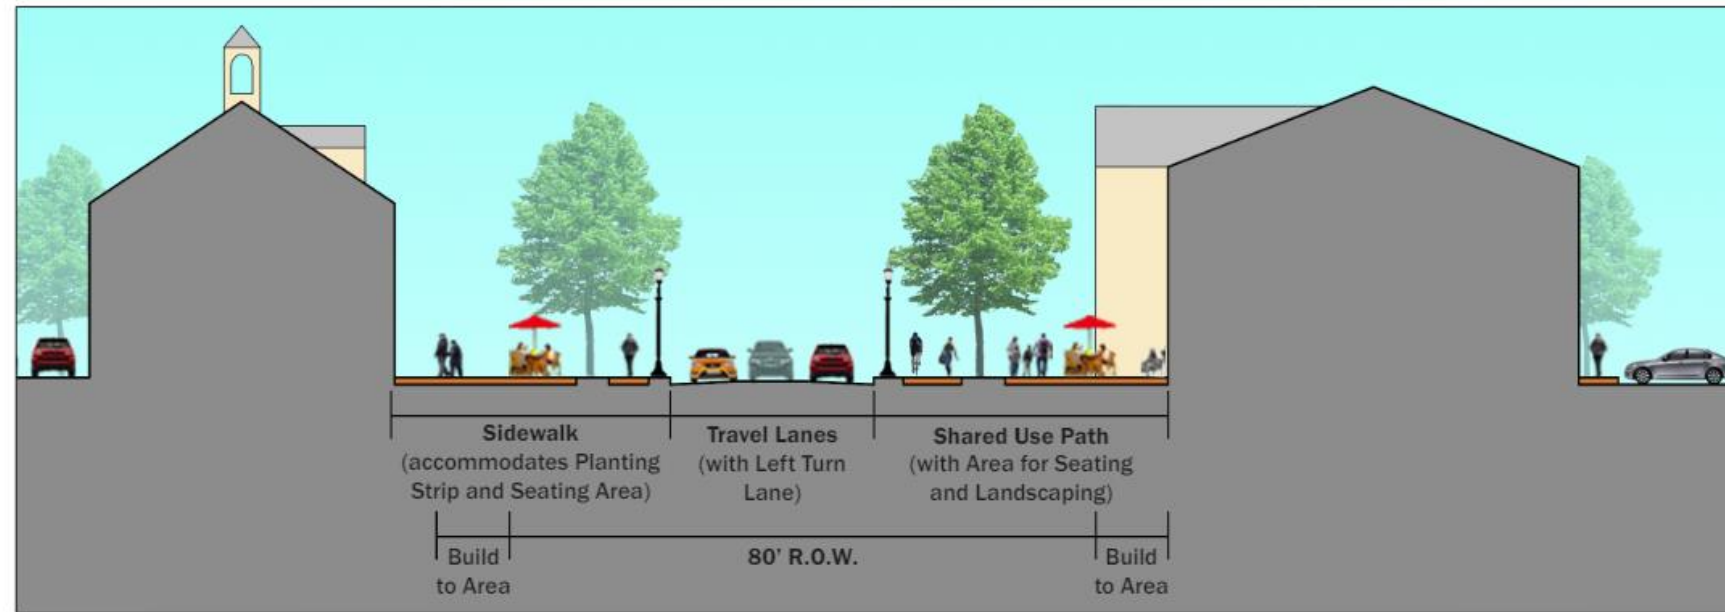 Sidewalk
(accommodates Planting
Strip and Seating Area)
Travel Lanes
(with Left Turn
Lane)
Shared Use Path
(with Area for Seating
and Landscaping)
Build
to Area
80' R.O.W.
Build
to Area